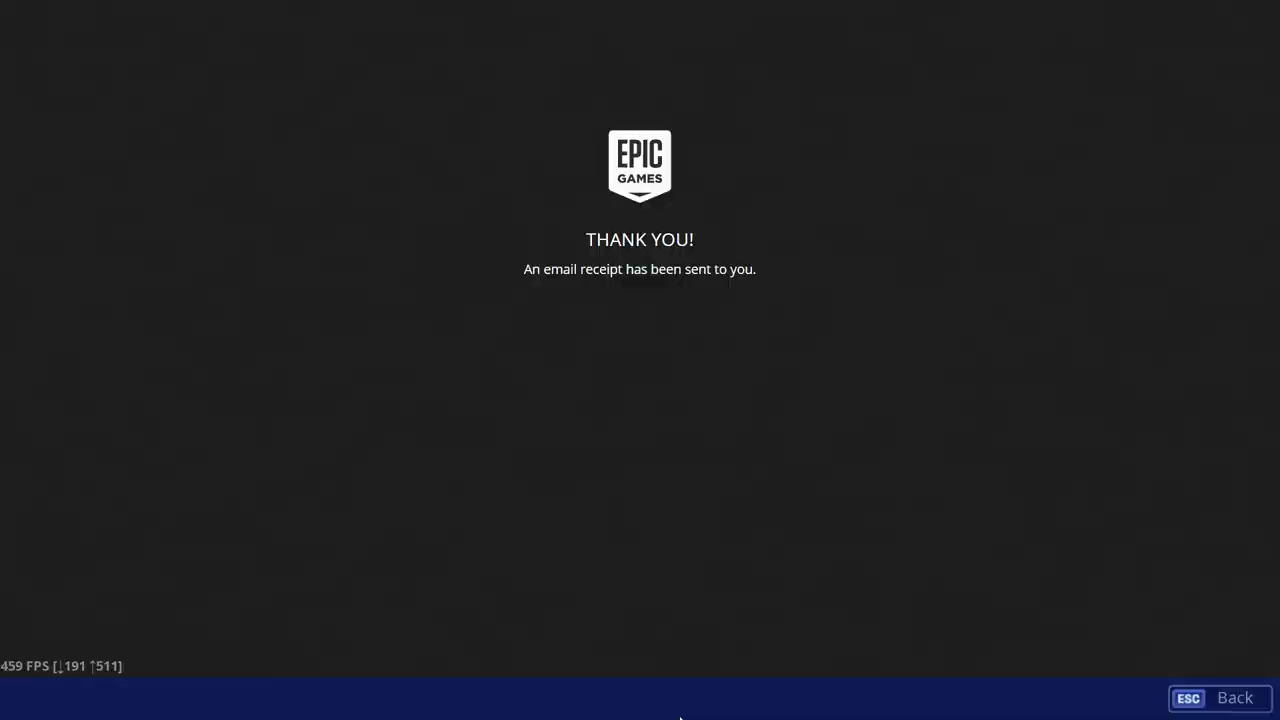 EPIC
GAMES
THANK YOU!
An email receipt has been sent to you.
459 FPS [↓191 ↑511]
ESC Back